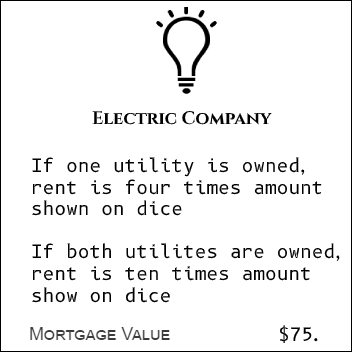 Electric Company
If one utility is owned,
rent is four times amount
shown on dice
If both utilites are owned,
rent is ten times amount
show on dice
Mortgage Value $75.